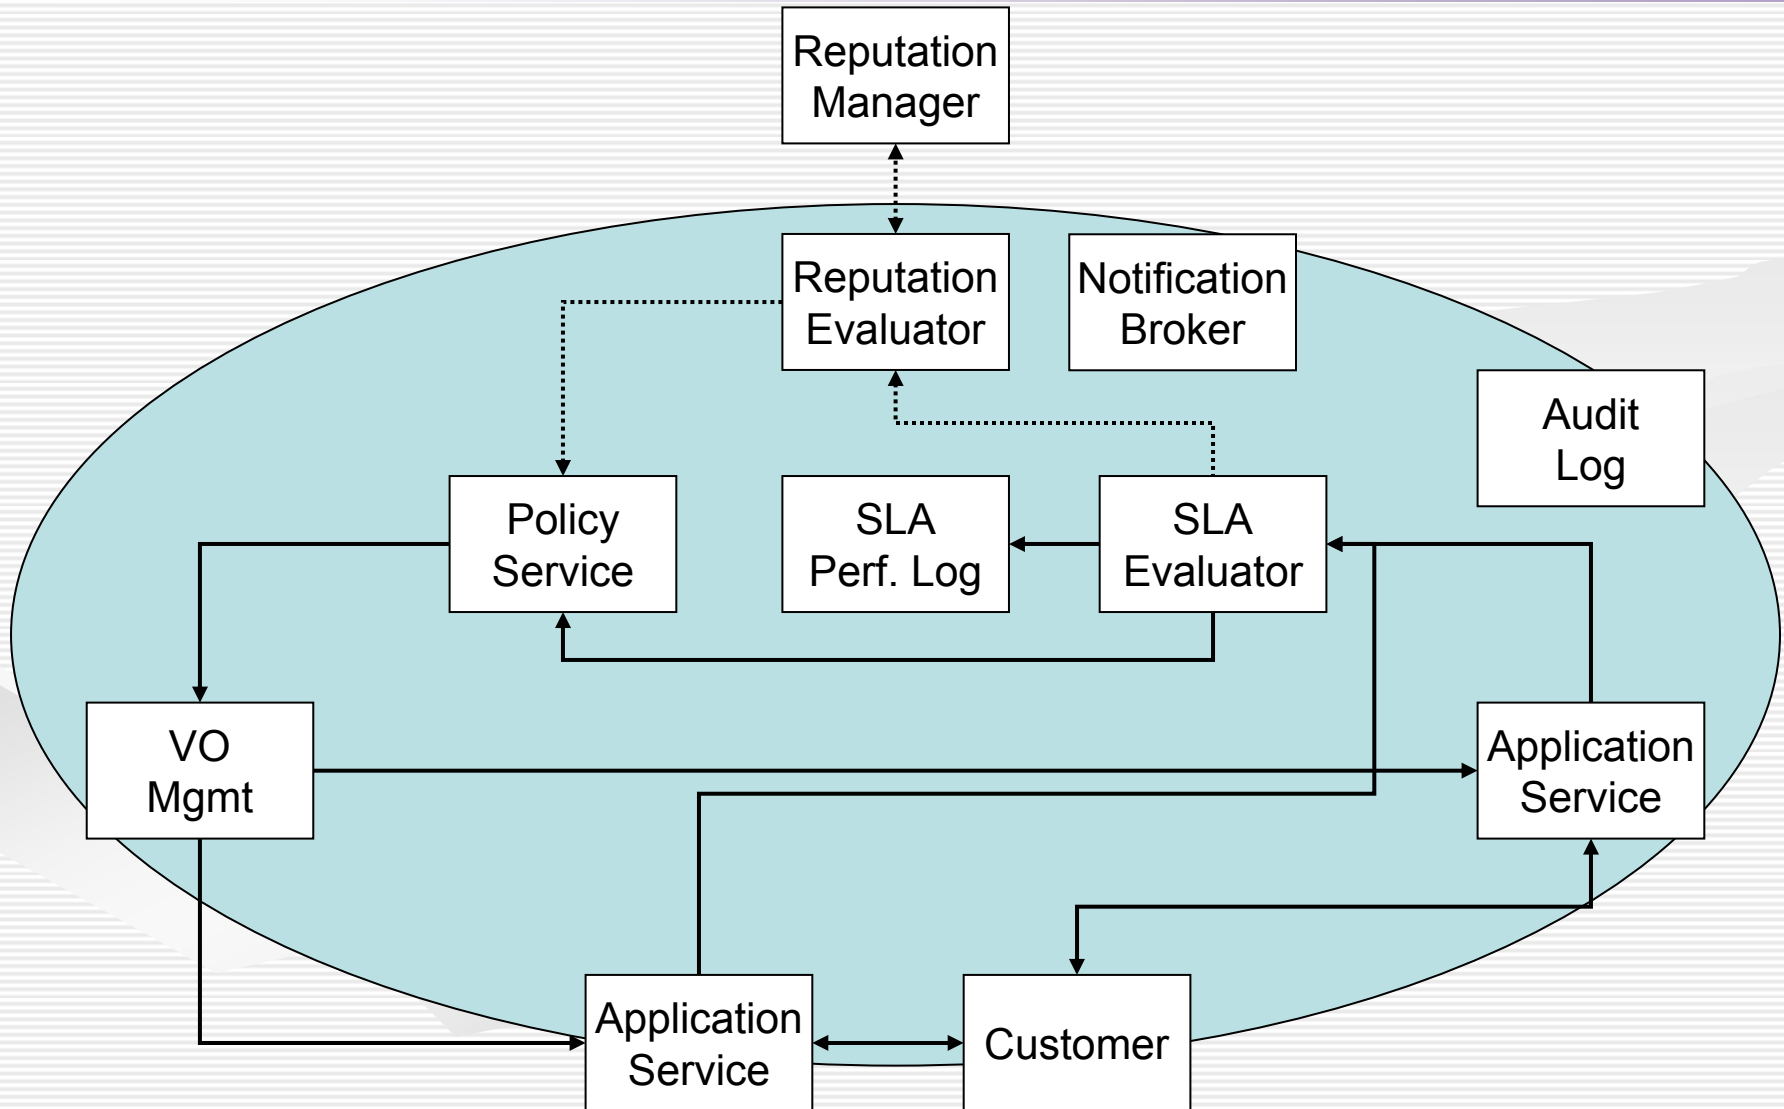 Reputation
Manager
Reputation
Evaluator
Notification
Broker
Audit
Log
Policy
Service
SLA
Perf. Log
SLA
Evaluator
VO
Mgmt
Application
Service
Application
Service
Customer